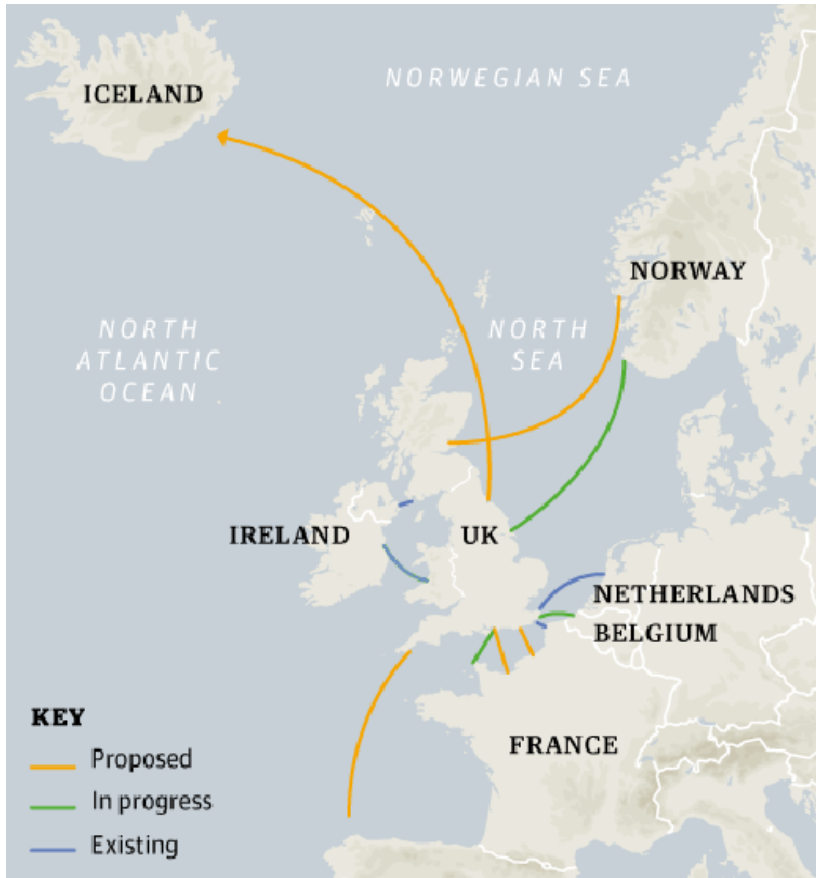 ICELAND
NORWEGIAN SEA
NORWAY
NORTH
ATLANTIC
OCEAN
NORTH
SEA
IRELAND
UK
NETHERLANDS
BELGIUM
FRANCE
KEY
Proposed
In progress
Existing